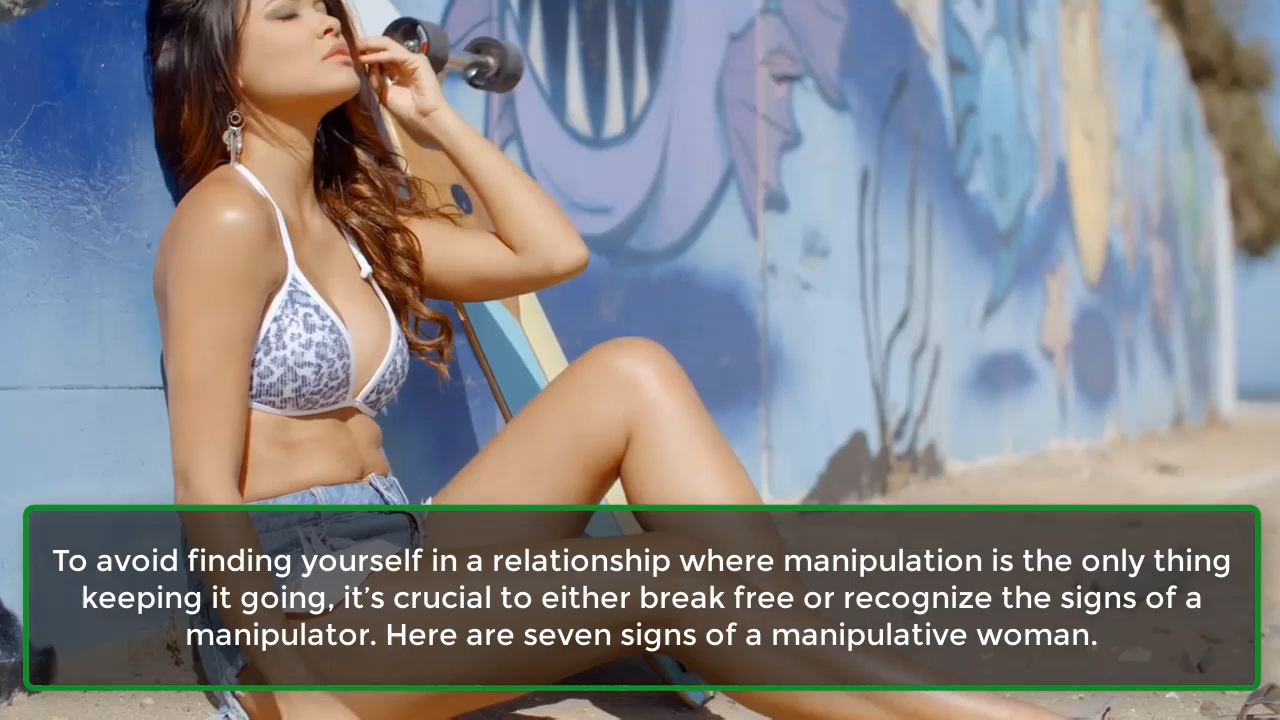 To avoid finding yourself in a relationship where manipulation is the only thing
keeping it going, it’s crucial to either break free or recognize the signs of a
manipulator. Here are seven signs of a manipulative woman.